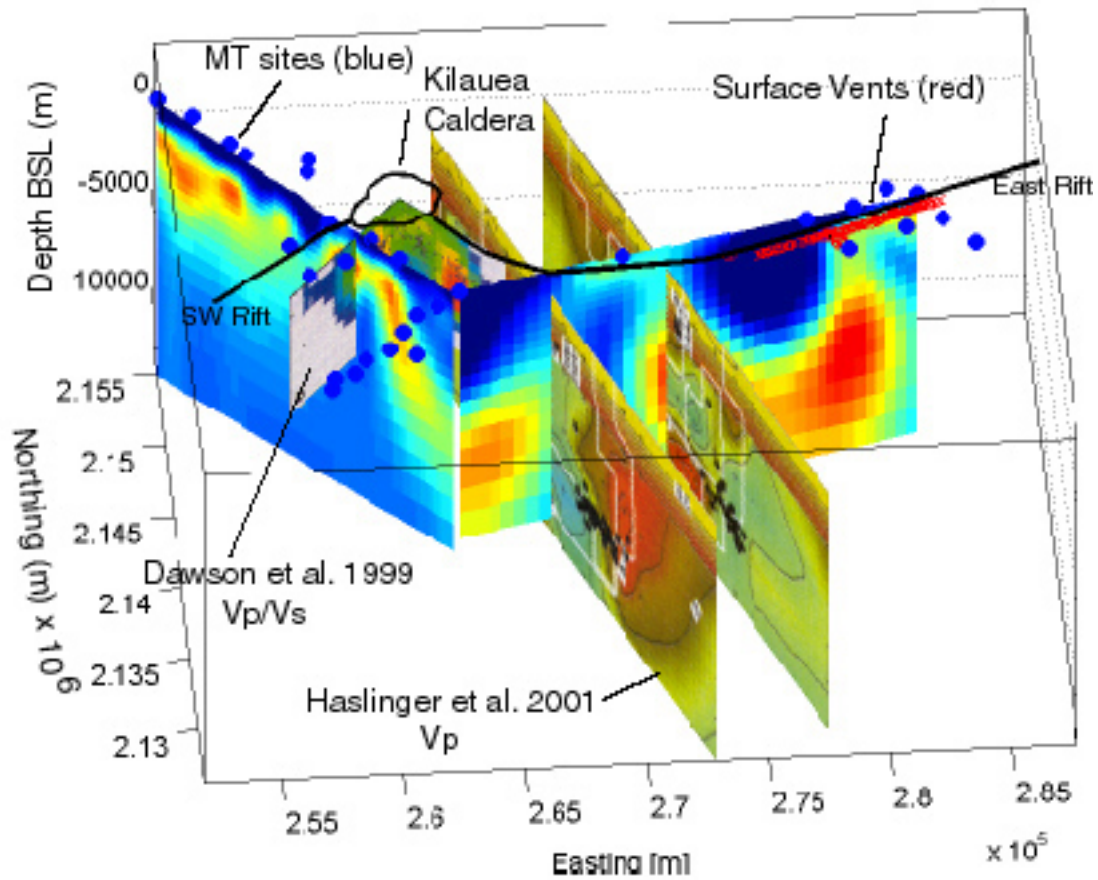 MT sites (blue)
Kilauea
Caldera
Surface Vents (red)
East Rift
SW Rift
Depth BSL (m)
0
-5000
10000
2.155
2.15
2.145
2.14
2.135
2.13
Northing (m) x 10^6
Dawson et al. 1999
Vp/Vs
Haslinger et al. 2001
Vp
2.55
2.6
2.65
2.7
2.75
2.8
2.85
x 10^5
Easting [m]